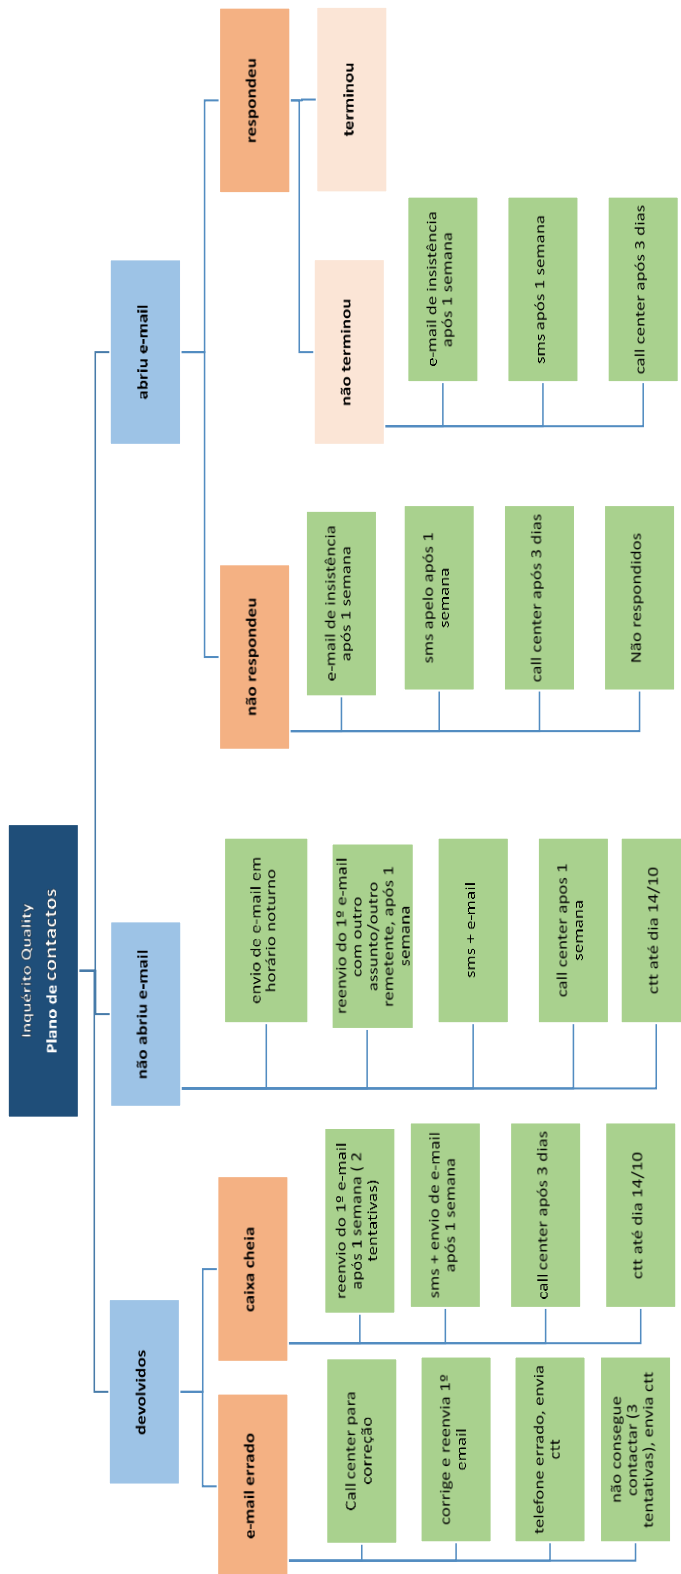 Inquérito Quality
Plano de contactos
devolvidos
e-mail errado
Call center para
correção
corrige e reenvia 1º
email
telefone errado, envia
ctt
não consegue
contactar (3
tentativas), envia ctt
caixa cheia
reenvio do 1º e-mail
após 1 semana ( 2
tentativas)
sms + envio de e-mail
após 1 semana
call center após 3 dias
ctt até dia 14/10
não abriu e-mail
envio de e-mail em
horário noturno
reenvio do 1º e-mail
com outro
assunto/outro
remetente, após 1
semana
sms + e-mail
call center apos 1
semana
ctt até dia 14/10
abriu e-mail
não respondeu
e-mail de insistência
após 1 semana
sms apelo após 1
semana
call center após 3 dias
Não respondidos
respondeu
não terminou
e-mail de insistência
após 1 semana
sms após 1 semana
call center após 3 dias
terminou